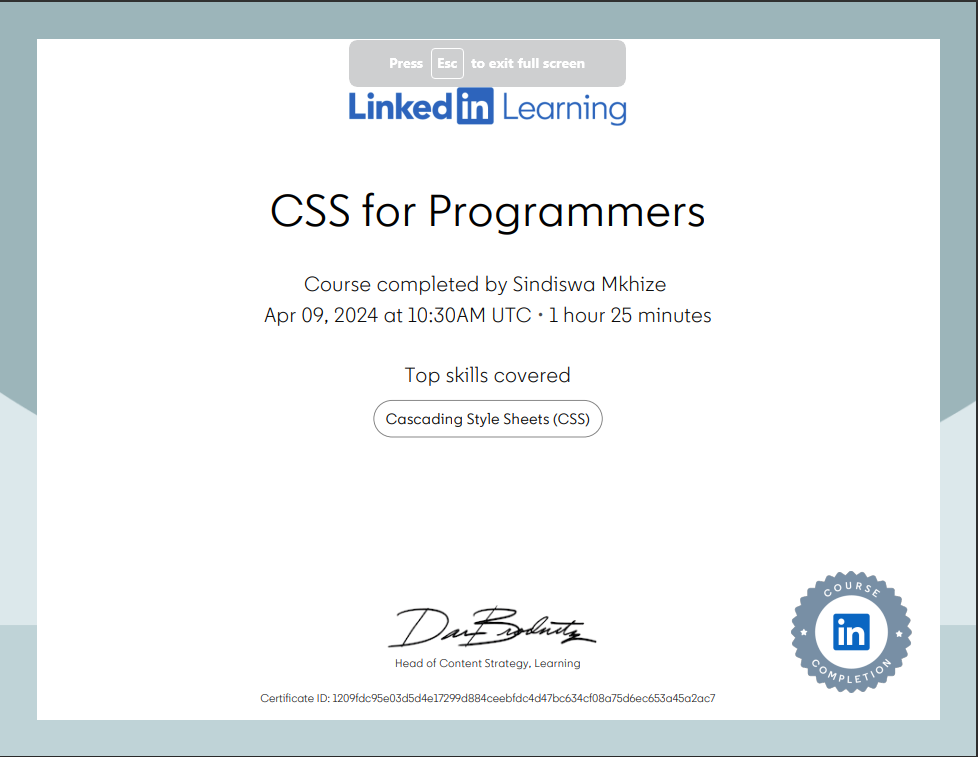 Press Esc to exit full screen
Linked in Learning
CSS for Programmers
Course completed by Sindiswa Mkhize
Apr 09, 2024 at 10:30AM UTC • 1 hour 25 minutes
Top skills covered
Cascading Style Sheets (CSS)
Dan Brodnitz
Head of Content Strategy, Learning
Certificate ID: 1209fdc95e03d5d4e17299d884ceebfdc4d47bc634cf08a75d6ec653a45a2ac7
COURSE
in
COMPLETION